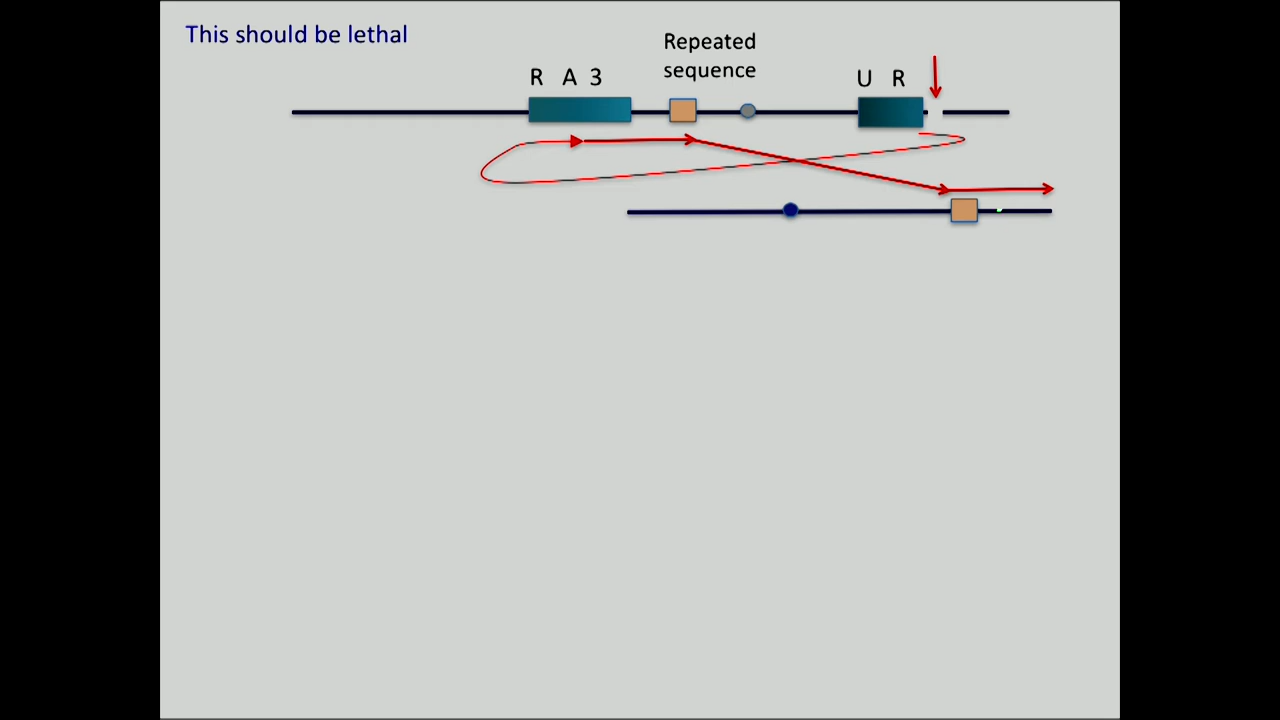 This should be lethal
Repeated
sequence
R A 3
U R